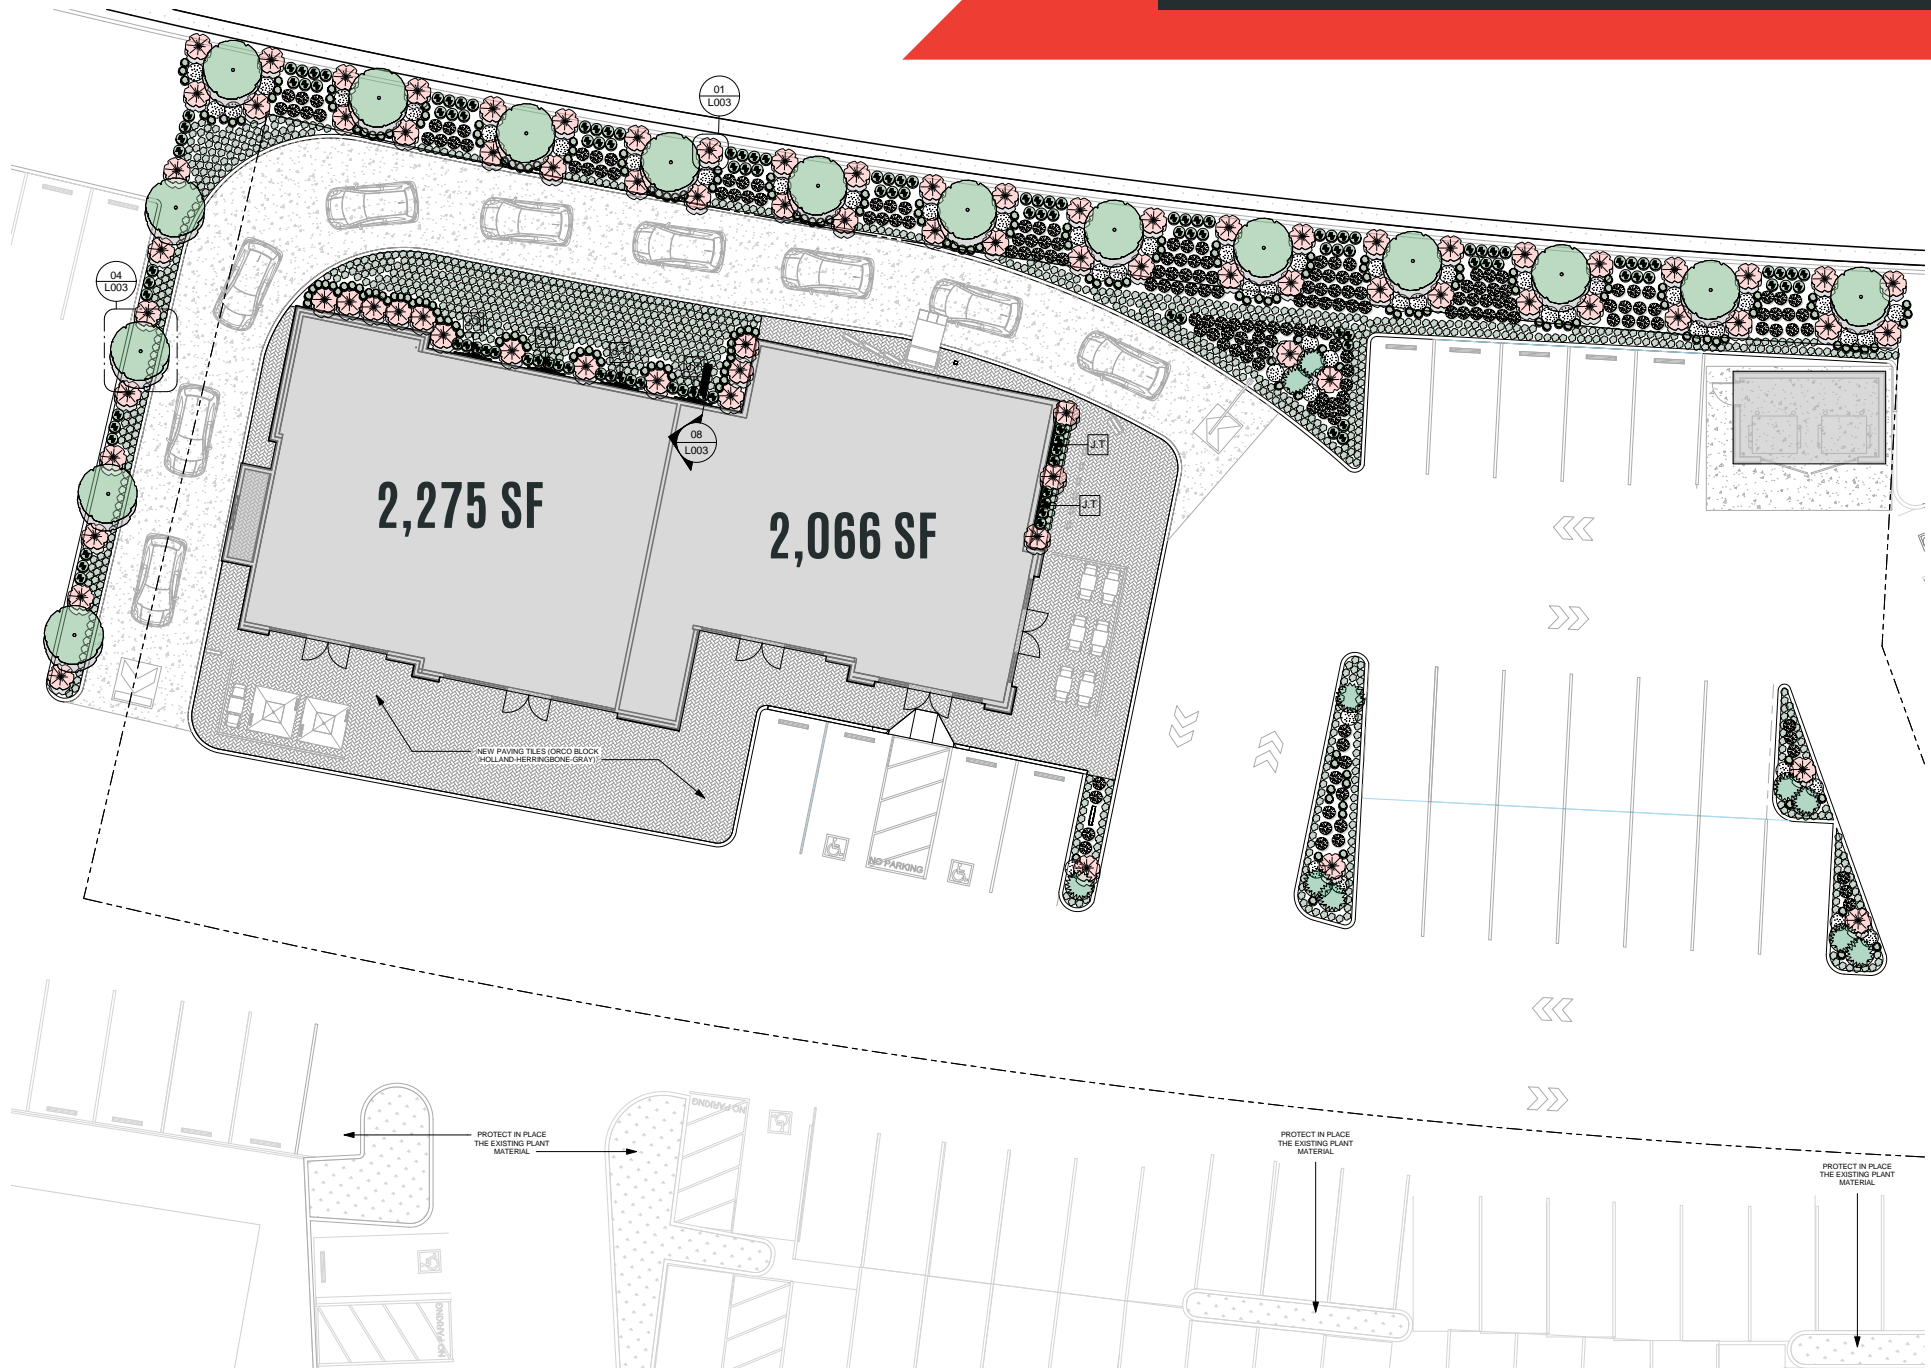 01
L003
04
L003
08
L003
J.T
J.T
2,275 SF
2,066 SF
NEW PAVING TILES (ORCO BLOCK
(HOLLAND-HERRINGBONE-GRAY)
NO PARKING
NO PARKING
PROTECT IN PLACE
THE EXISTING PLANT
MATERIAL
PROTECT IN PLACE
THE EXISTING PLANT
MATERIAL
PROTECT IN PLACE
THE EXISTING PLANT
MATERIAL
NO PARKING